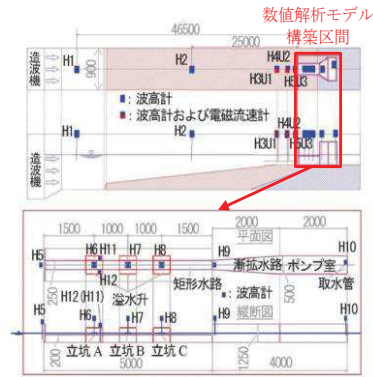 数値解析モデル
構築区間
46500
25000
造波機
900
H1
H2
H4U2
H3U1
H5U3
■: 波高計
■: 波高計および電磁流速計
造波機
H1
H2
H4U2
H3U1
H5U3
1500 1000 1000 1500 2000 2000
平面図
H5
H6
H11
H7
H8
H9
H10
漸拡水路
ポンプ室
250
H12
500
H12(H11)
溢水升
矩形水路
取水管
■: 波高計
H5
H6
H7
H8
H9
縦断図
H10
200
立坑 A
立坑 B
立坑 C
5000
1250
4000